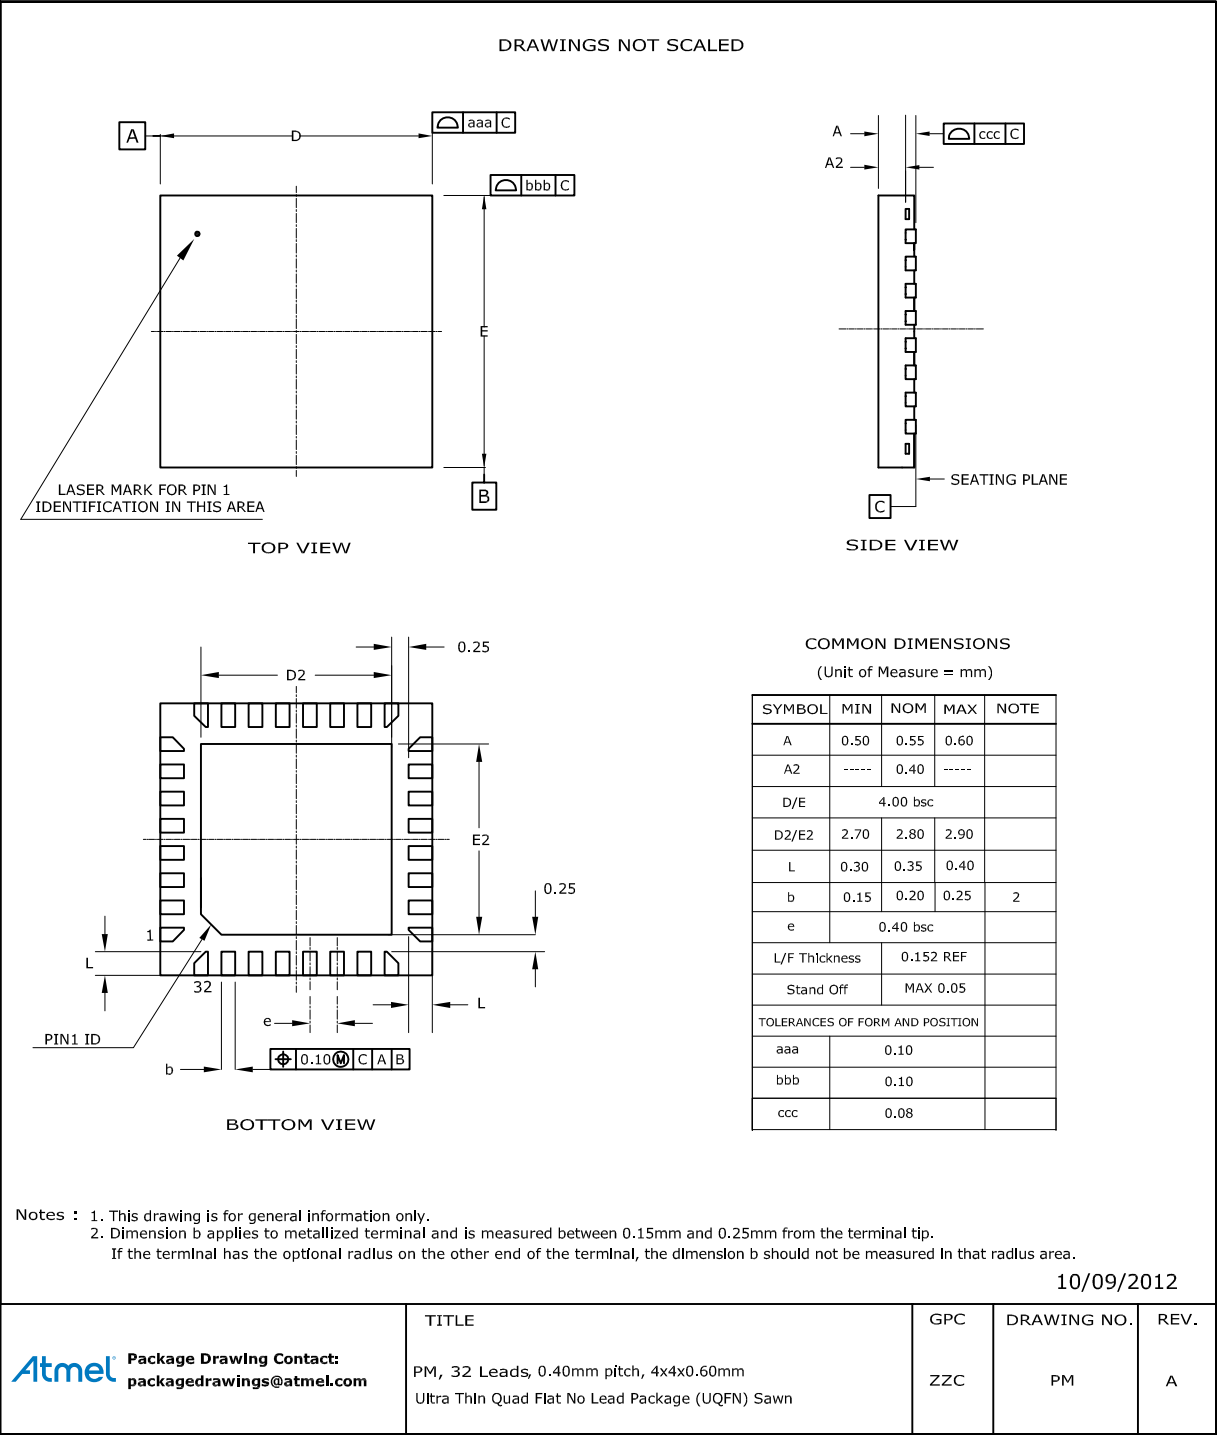 DRAWINGS NOT SCALED
A
D
aaa C
bbb C
E
B
LASER MARK FOR PIN 1
IDENTIFICATION IN THIS AREA
TOP VIEW
A
A2
ccc C
SEATING PLANE
C
SIDE VIEW
0.25
D2
E2
0.25
1
L
32
L
e
PIN1 ID
b
0.10 M C A B
BOTTOM VIEW
COMMON DIMENSIONS
(Unit of Measure = mm)
SYMBOL MIN NOM MAX NOTE
A 0.50 0.55 0.60
A2 ----- 0.40 -----
D/E 4.00 bsc
D2/E2 2.70 2.80 2.90
L 0.30 0.35 0.40
b 0.15 0.20 0.25 2
e 0.40 bsc
L/F Thickness 0.152 REF
Stand Off MAX 0.05
TOLERANCES OF FORM AND POSITION
aaa 0.10
bbb 0.10
ccc 0.08
Notes : 1. This drawing is for general information only.
2. Dimension b applies to metallized terminal and is measured between 0.15mm and 0.25mm from the terminal tip.
If the terminal has the optional radius on the other end of the terminal, the dimension b should not be measured in that radius area.
10/09/2012
Atmel
Package Drawing Contact:
packagedrawings@atmel.com
TITLE
PM, 32 Leads, 0.40mm pitch, 4x4x0.60mm
Ultra Thin Quad Flat No Lead Package (UQFN) Sawn
GPC
ZZC
DRAWING NO.
PM
REV.
A